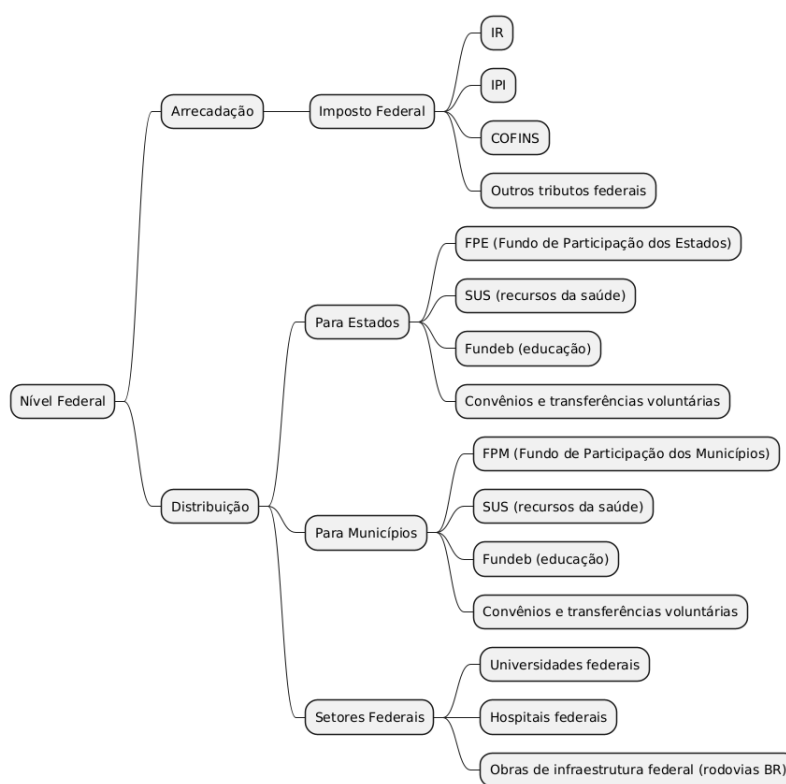 IR
IPI
Arrecadação
Imposto Federal
COFINS
Outros tributos federais
FPE (Fundo de Participação dos Estados)
SUS (recursos da saúde)
Para Estados
Fundeb (educação)
Nível Federal
Convênios e transferências voluntárias
FPM (Fundo de Participação dos Municípios)
Distribuição
SUS (recursos da saúde)
Para Municípios
Fundeb (educação)
Convênios e transferências voluntárias
Universidades federais
Setores Federais
Hospitais federais
Obras de infraestrutura federal (rodovias BR)